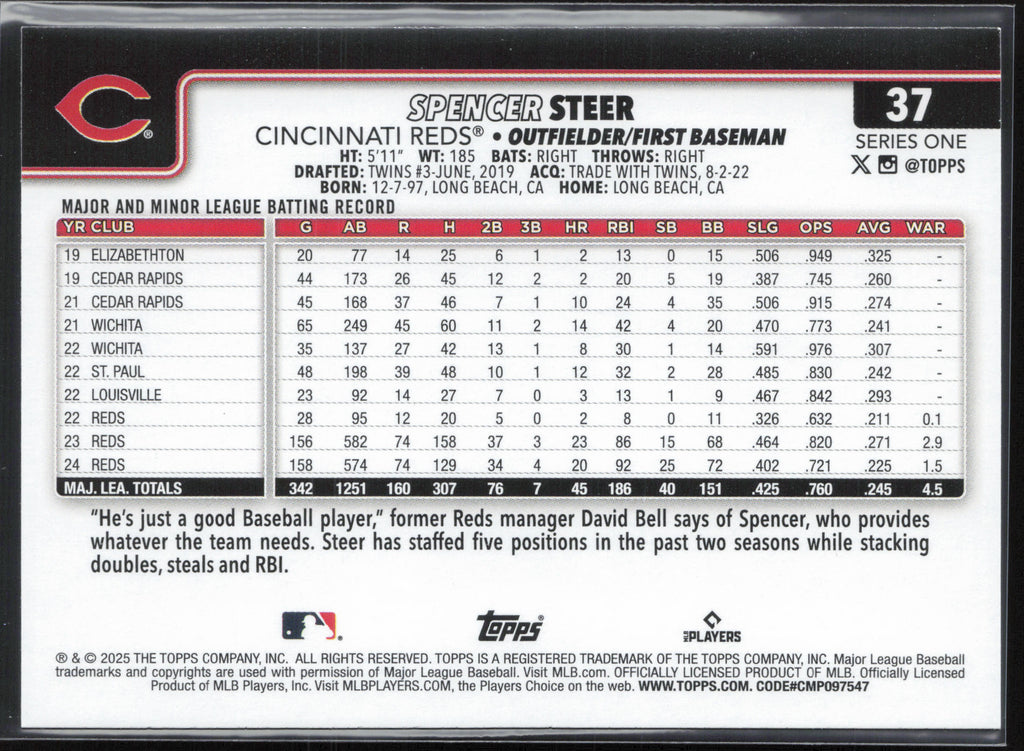 37
SPENCER STEER
CINCINNATI REDS® • OUTFIELDER/FIRST BASEMAN
SERIES ONE
@TOPPS
HT: 5'11" WT: 185 BATS: RIGHT THROWS: RIGHT
DRAFTED: TWINS #3-JUNE, 2019 ACQ: TRADE WITH TWINS, 8-2-22
BORN: 12-7-97, LONG BEACH, CA HOME: LONG BEACH, CA
MAJOR AND MINOR LEAGUE BATTING RECORD
YR CLUB G AB R H 2B 3B HR RBI SB BB SLG OPS AVG WAR
19 ELIZABETHTON 20 77 14 25 6 1 2 13 0 15 .506 .949 .325 -
19 CEDAR RAPIDS 44 173 26 45 12 2 2 20 5 19 .387 .745 .260 -
21 CEDAR RAPIDS 45 168 37 46 7 1 10 24 4 35 .506 .915 .274 -
21 WICHITA 65 249 45 60 11 2 14 42 4 20 .470 .773 .241 -
22 WICHITA 35 137 27 42 13 1 8 30 1 14 .591 .976 .307 -
22 ST. PAUL 48 198 39 48 10 1 12 32 2 28 .485 .830 .242 -
22 LOUISVILLE 23 92 14 27 7 0 3 13 1 9 .467 .842 .293 -
22 REDS 28 95 12 20 5 0 2 8 0 11 .326 .632 .211 0.1
23 REDS 156 582 74 158 37 3 23 86 15 68 .464 .820 .271 2.9
24 REDS 158 574 74 129 34 4 20 92 25 72 .402 .721 .225 1.5
MAJ. LEA. TOTALS 342 1251 160 307 76 7 45 186 40 151 .425 .760 .245 4.5
"He's just a good Baseball player," former Reds manager David Bell says of Spencer, who provides
whatever the team needs. Steer has staffed five positions in the past two seasons while stacking
doubles, steals and RBI.
Topps®
MLB PLAYERS
® & © 2025 THE TOPPS COMPANY, INC. ALL RIGHTS RESERVED. TOPPS IS A REGISTERED TRADEMARK OF THE TOPPS COMPANY, INC. Major League Baseball
trademarks and copyrights are used with permission of Major League Baseball. Visit MLB.com. OFFICIALLY LICENSED PRODUCT OF MLB. Officially Licensed
Product of MLB Players, Inc. Visit MLBPLAYERS.COM, the Players Choice on the web. WWW.TOPPS.COM. CODE#CMP097547